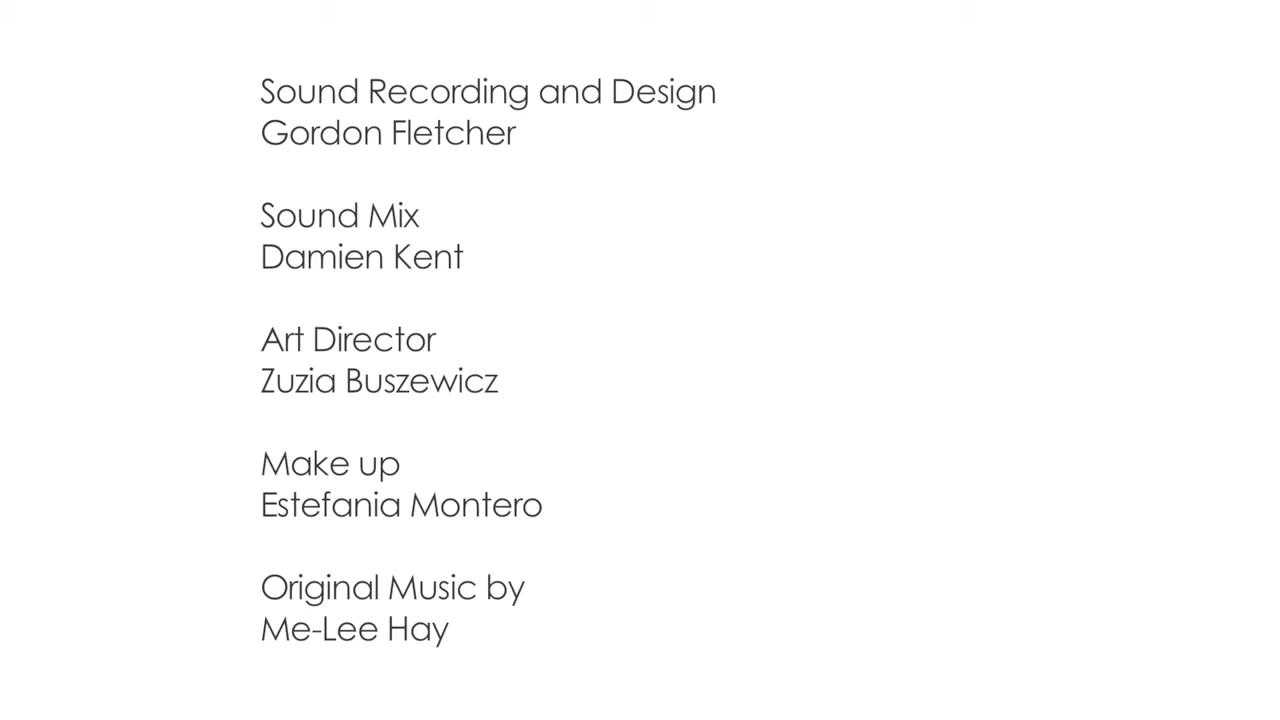 Sound Recording and Design
Gordon Fletcher
Sound Mix
Damien Kent
Art Director
Zuzia Buszewicz
Make up
Estefania Montero
Original Music by
Me-Lee Hay